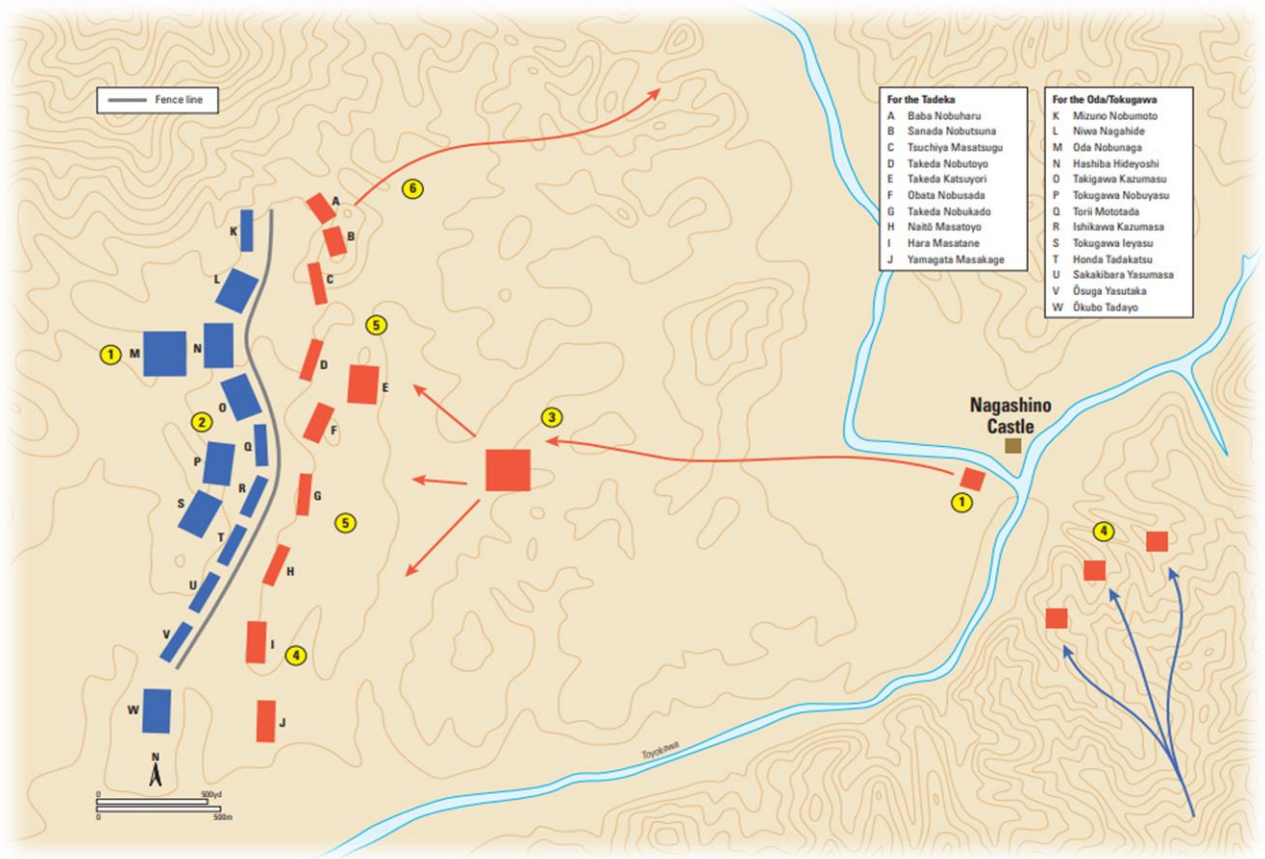 Fence line
For the Tadeka
A Baba Nobuharu
B Sanada Nobutsuna
C Tsuchiya Masatsugu
D Takeda Nobutoyo
E Takeda Katsuyori
F Obata Nobusada
G Takeda Nobukado
H Naitō Masatoyo
I Hara Masatane
J Yamagata Masakage
For the Oda/Tokugawa
K Mizuno Nobumoto
L Niwa Nagahide
M Oda Nobunaga
N Hashiba Hideyoshi
O Takigawa Kazumasu
P Tokugawa Nobuyasu
Q Torii Mototada
R Ishikawa Kazumasa
S Tokugawa Ieyasu
T Honda Tadakatsu
U Sakakibara Yasumasa
V Ōsuga Yasutaka
W Ōkubo Tadayo
6
A
K
B
L
C
5
1
M
N
D
E
O
2
F
3
Nagashino
Castle
Q
P
R
G
S
1
5
T
4
H
U
V
I
4
W
J
N
Toyokawa
0
500yd
0
500m